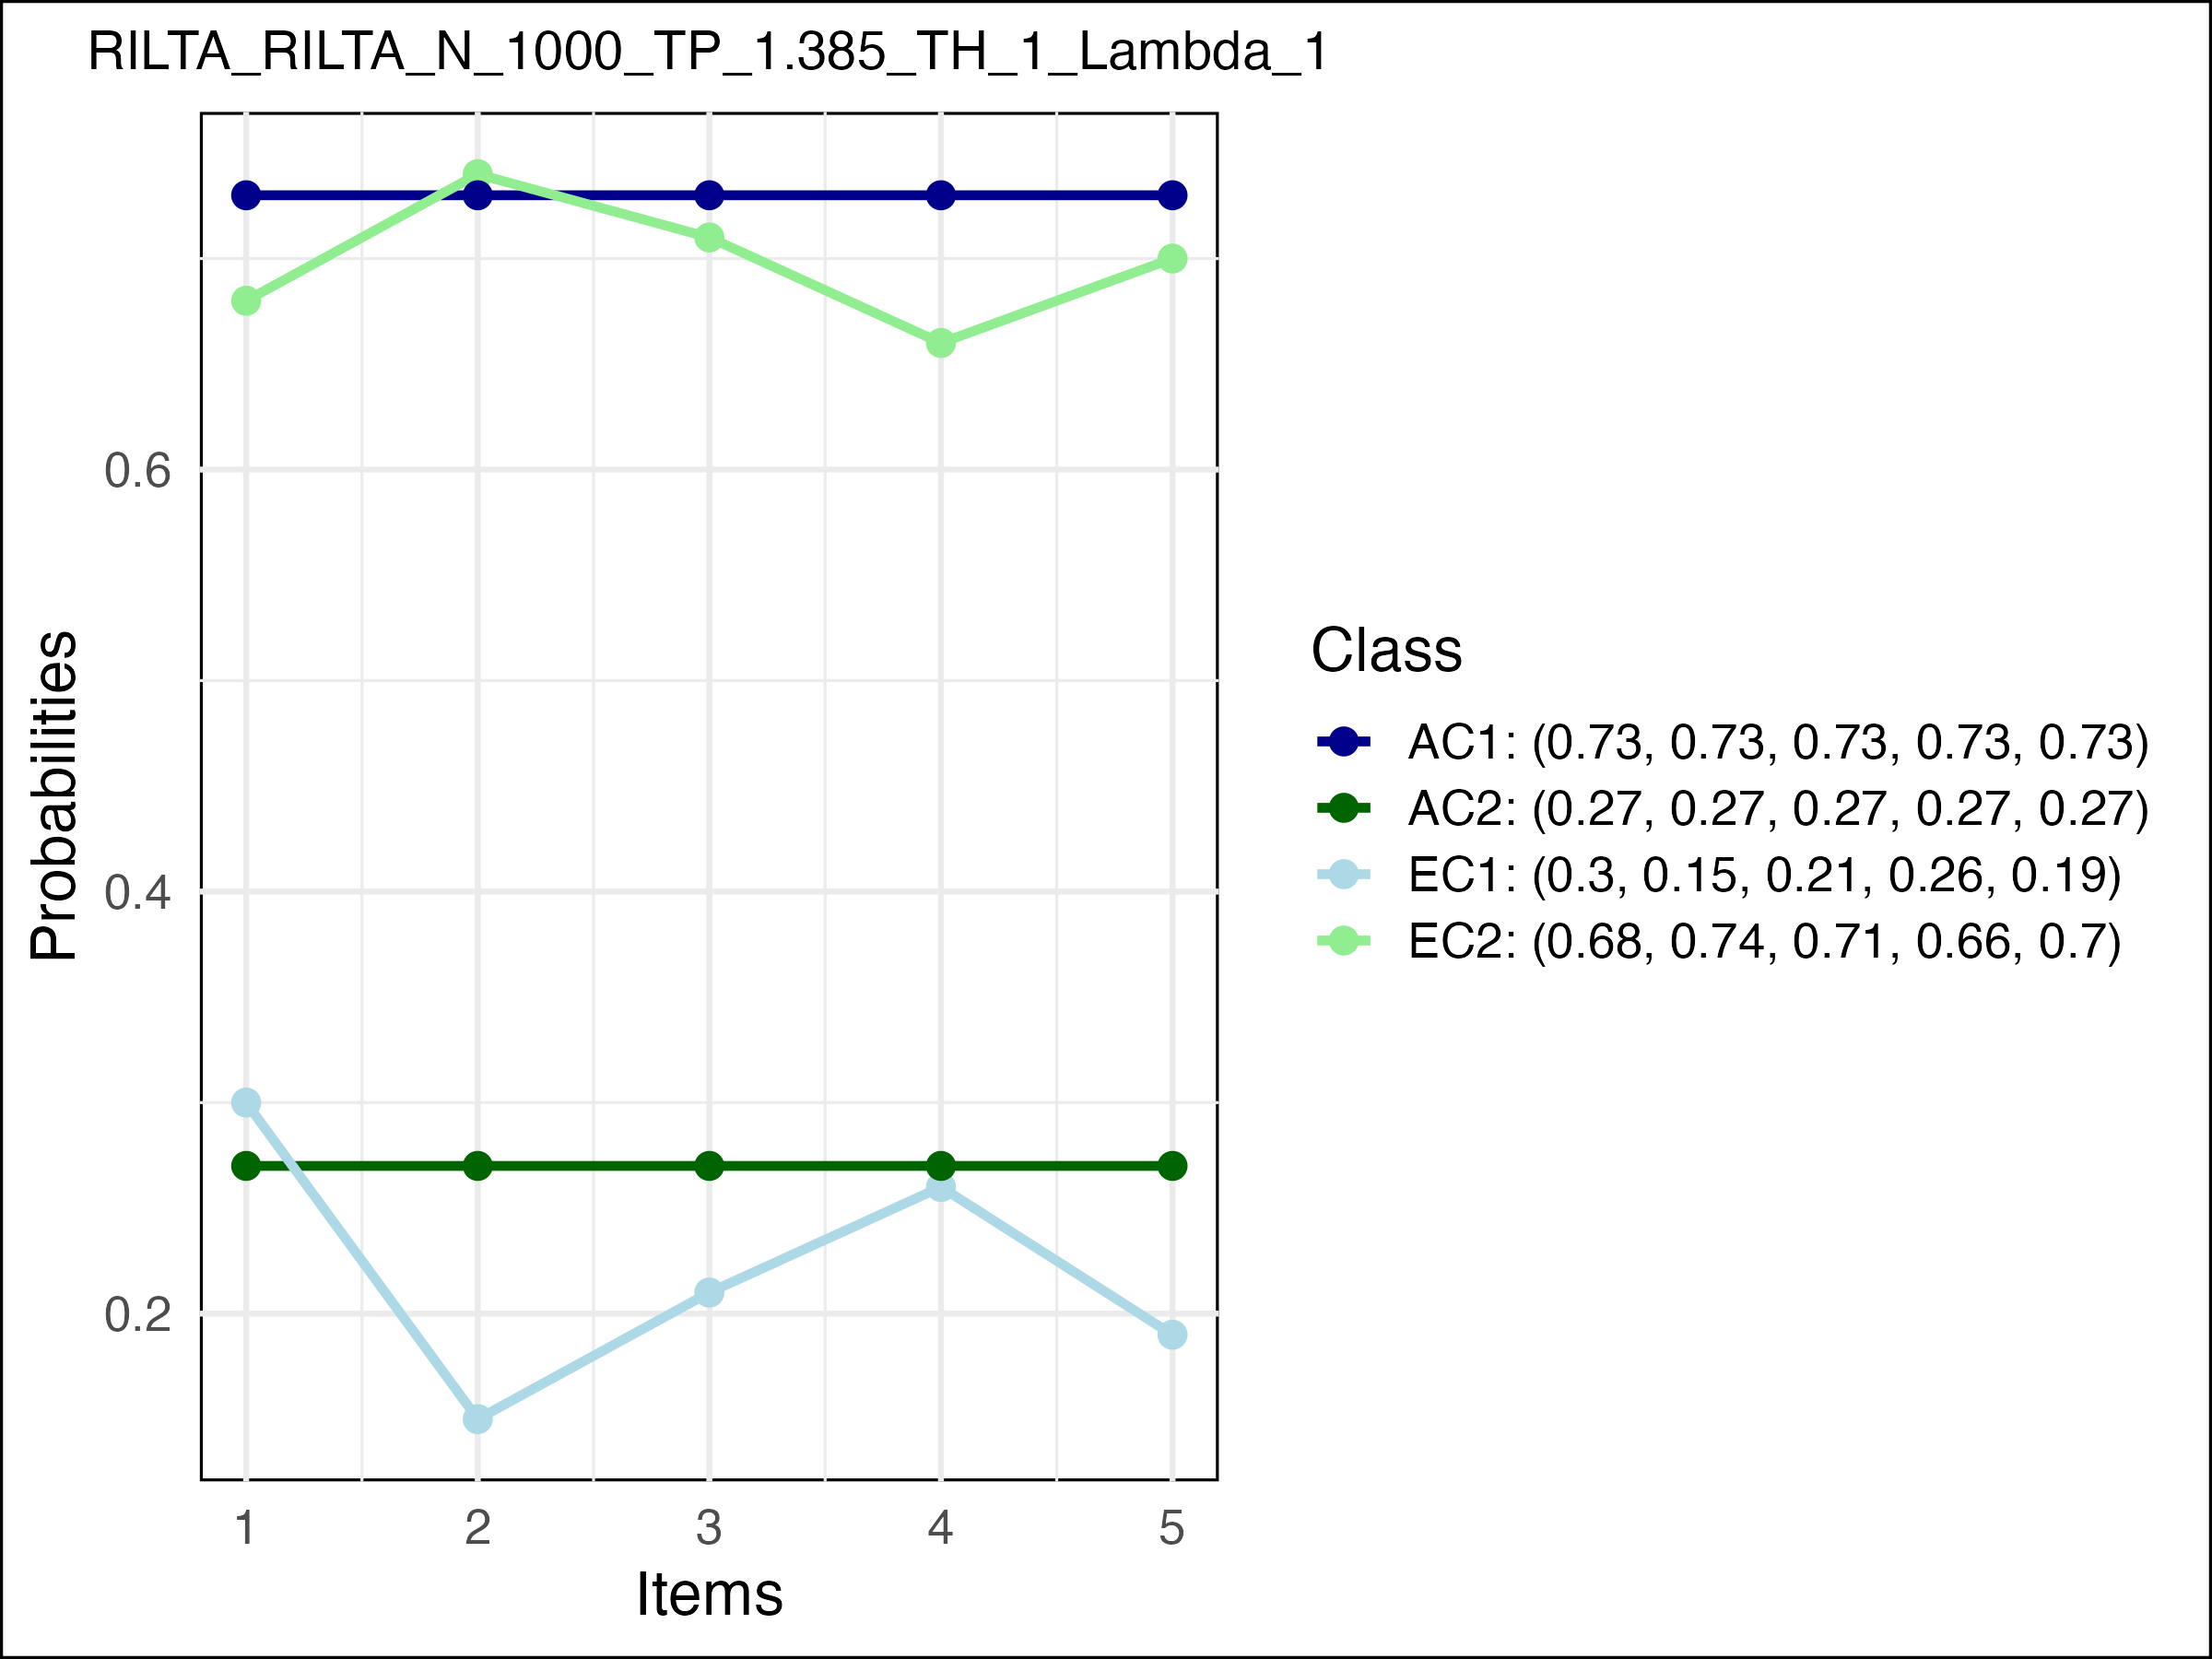 RILTA_RILTA_N_1000_TP_1.385_TH_1_Lambda_1
Probabilities
0.6
0.4
0.2
1 2 3 4 5
Items
Class
AC1: (0.73, 0.73, 0.73, 0.73, 0.73)
AC2: (0.27, 0.27, 0.27, 0.27, 0.27)
EC1: (0.3, 0.15, 0.21, 0.26, 0.19)
EC2: (0.68, 0.74, 0.71, 0.66, 0.7)